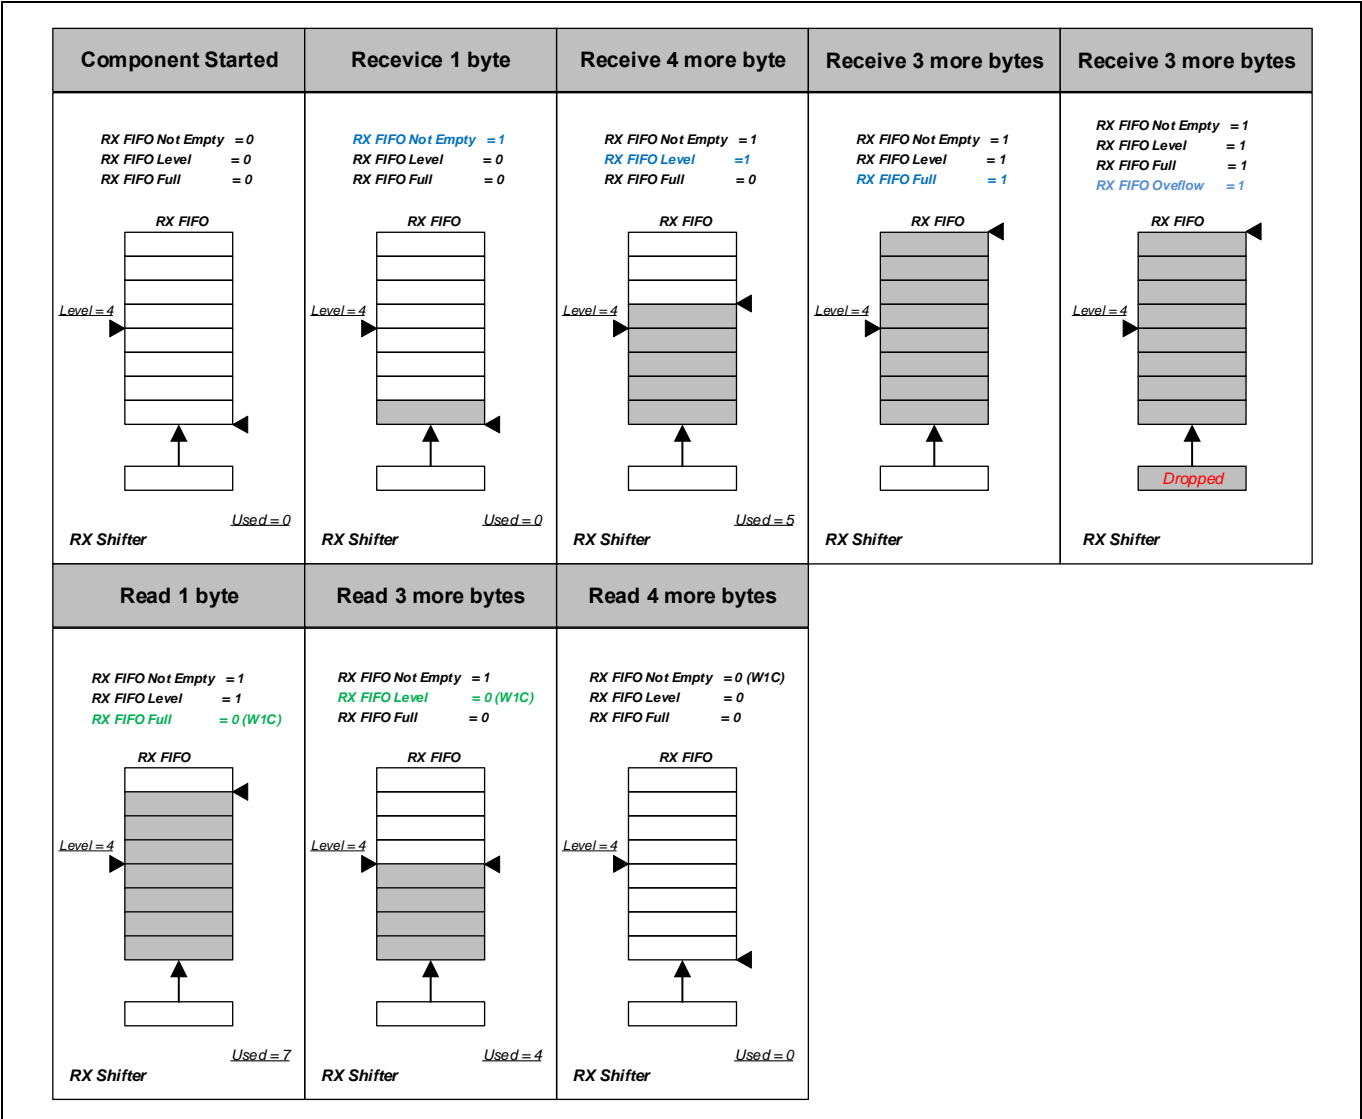 Component Started
RX FIFO Not Empty = 0
RX FIFO Level = 0
RX FIFO Full = 0
RX FIFO
Level = 4
Used = 0
RX Shifter
Recevice 1 byte
RX FIFO Not Empty = 1
RX FIFO Level = 0
RX FIFO Full = 0
RX FIFO
Level = 4
Used = 0
RX Shifter
Receive 4 more byte
RX FIFO Not Empty = 1
RX FIFO Level =1
RX FIFO Full = 0
RX FIFO
Level = 4
Used = 5
RX Shifter
Receive 3 more bytes
RX FIFO Not Empty = 1
RX FIFO Level = 1
RX FIFO Full = 1
RX FIFO
Level = 4
RX Shifter
Receive 3 more bytes
RX FIFO Not Empty = 1
RX FIFO Level = 1
RX FIFO Full = 1
RX FIFO Oveflow = 1
RX FIFO
Level = 4
Dropped
RX Shifter
Read 1 byte
RX FIFO Not Empty = 1
RX FIFO Level = 1
RX FIFO Full = 0 (W1C)
RX FIFO
Level = 4
Used = 7
RX Shifter
Read 3 more bytes
RX FIFO Not Empty = 1
RX FIFO Level = 0 (W1C)
RX FIFO Full = 0
RX FIFO
Level = 4
Used = 4
RX Shifter
Read 4 more bytes
RX FIFO Not Empty = 0 (W1C)
RX FIFO Level = 0
RX FIFO Full = 0
RX FIFO
Level = 4
Used = 0
RX Shifter